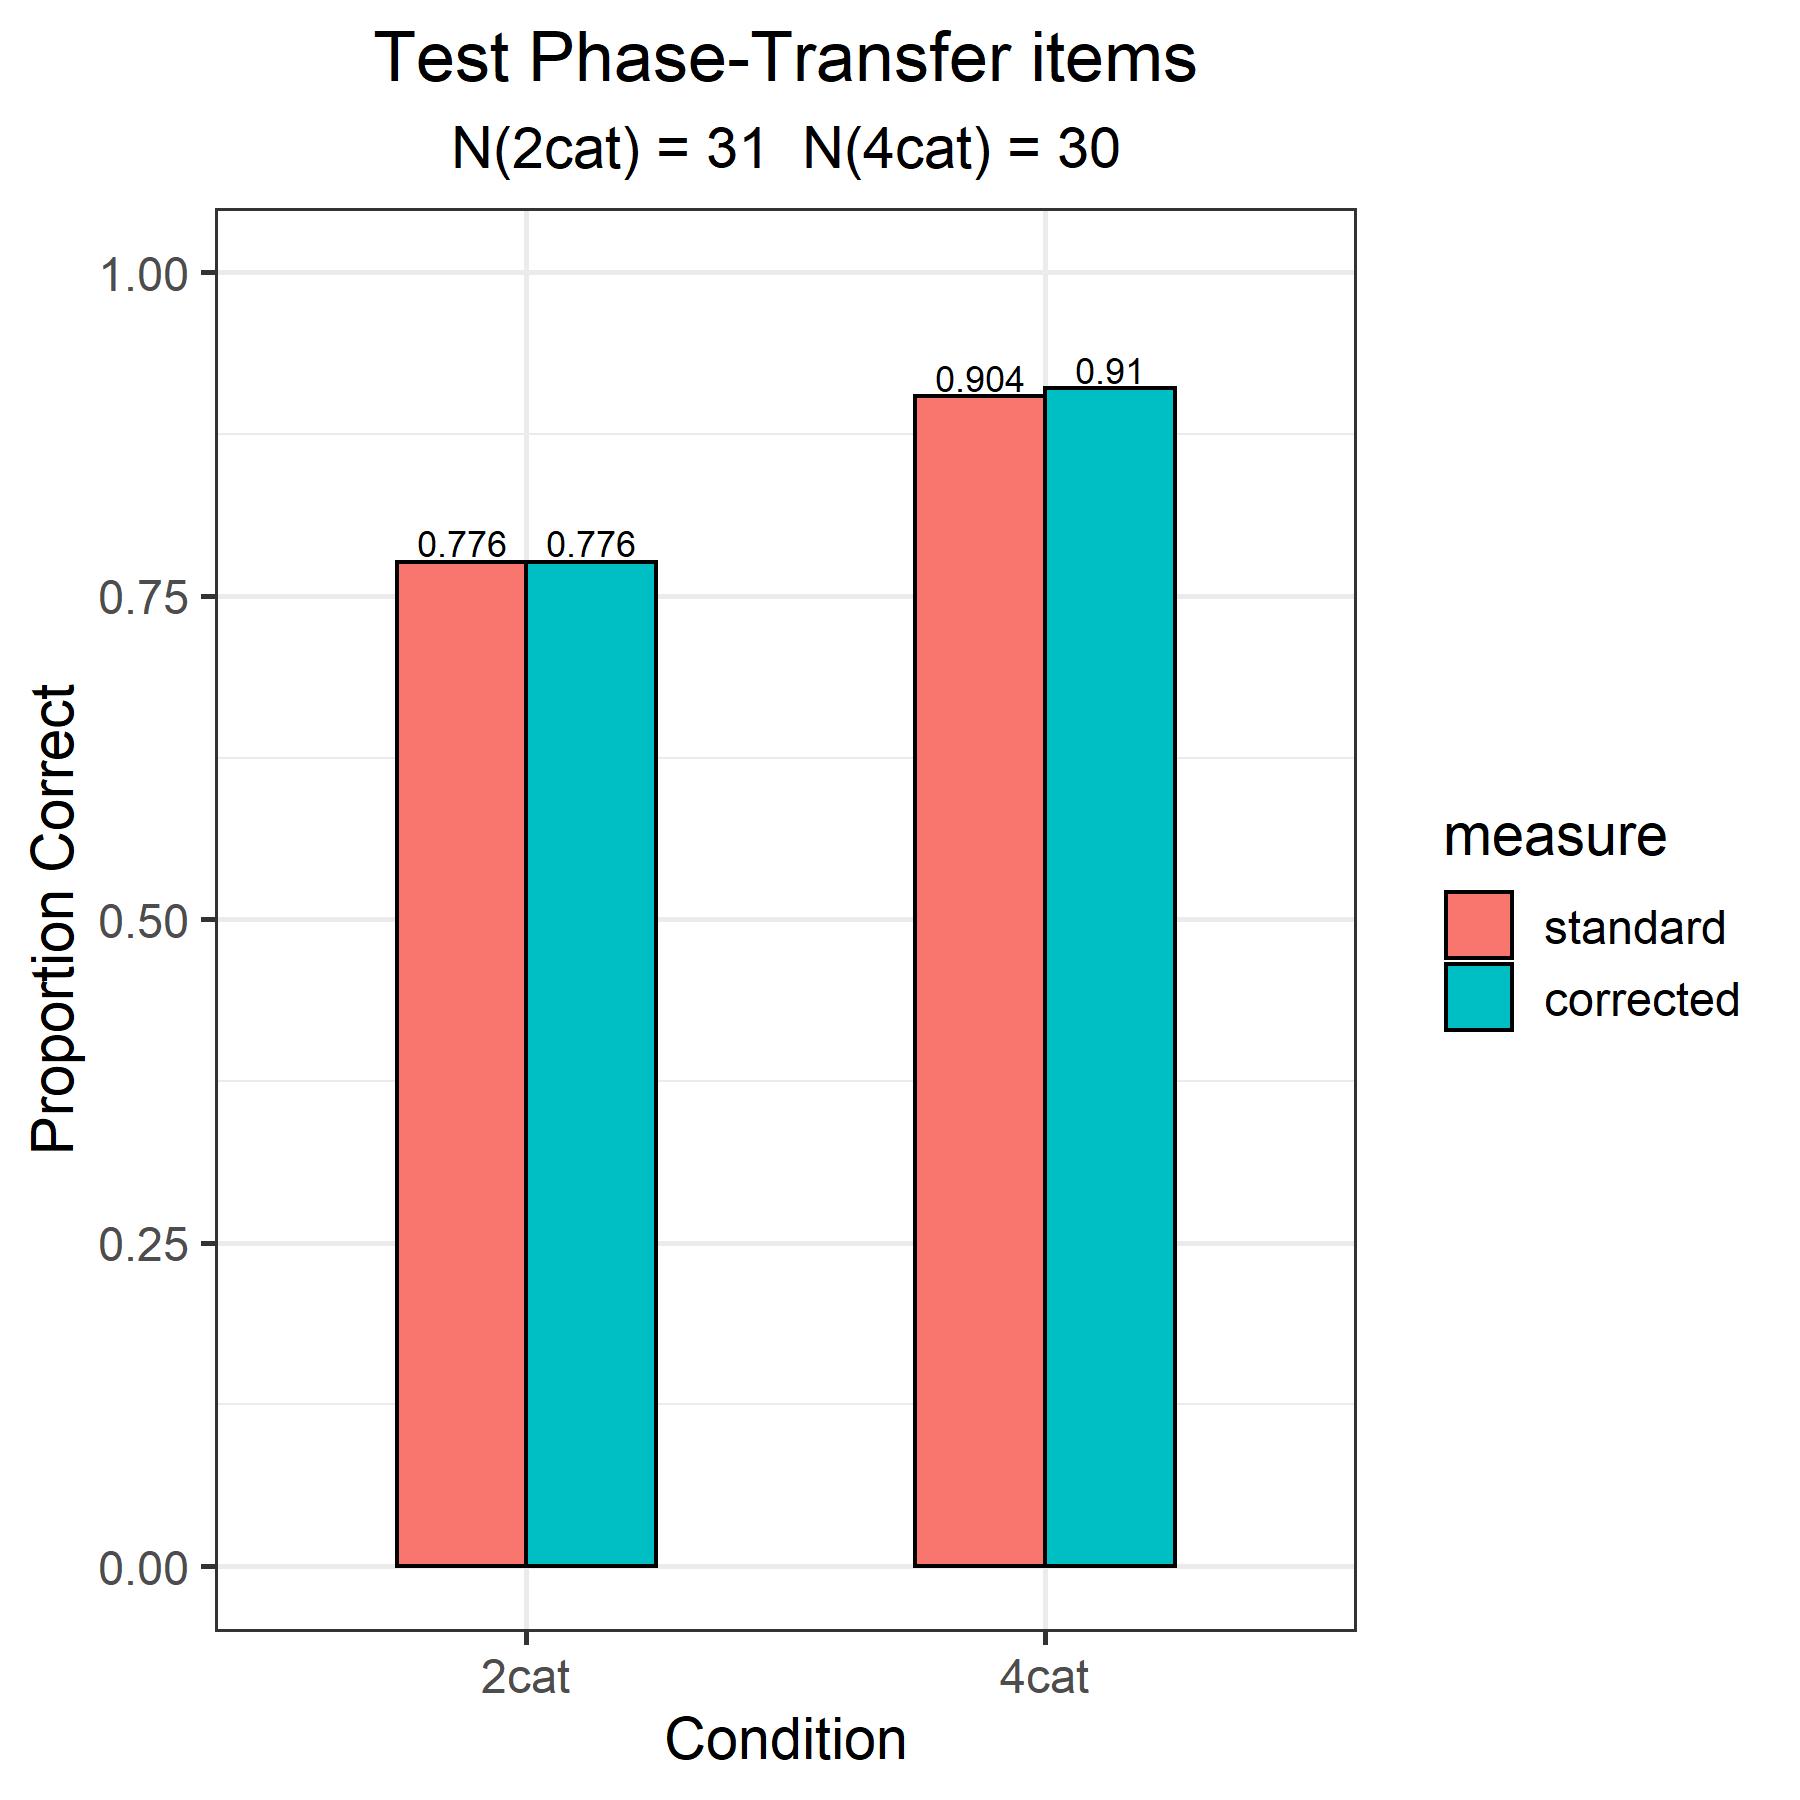 Test Phase-Transfer items
N(2cat) = 31  N(4cat) = 30
1.00
0.75
0.50
0.25
0.00
Proportion Correct
0.776
0.776
0.904
0.91
2cat
4cat
Condition
measure
standard
corrected